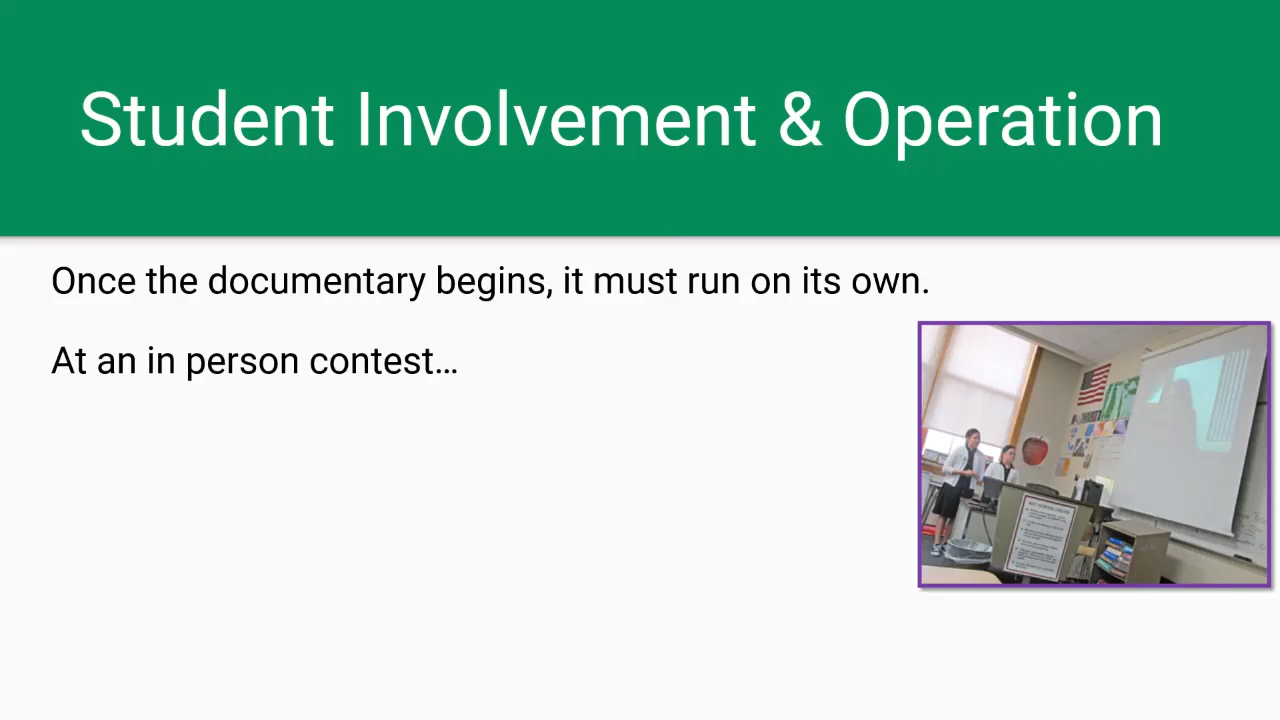 Student Involvement & Operation
Once the documentary begins, it must run on its own.
At an in person contest…